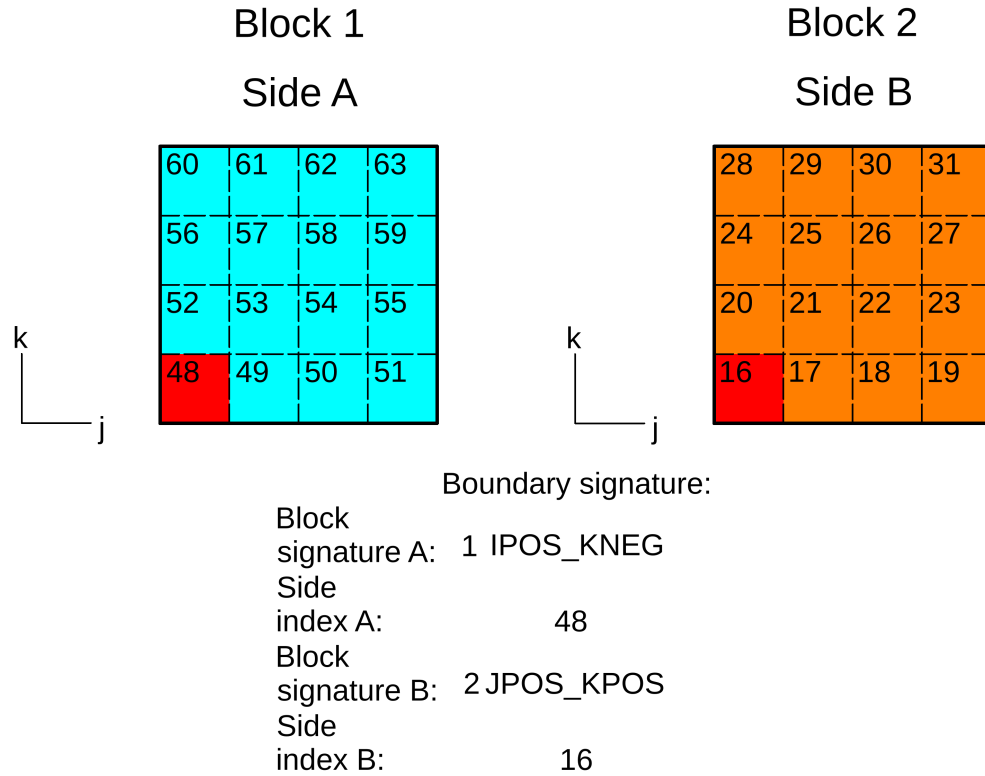 Block 1 Block 2
Side A Side B
60 61 62 63 28 29 30 31
56 57 58 59 24 25 26 27
52 53 54 55 20 21 22 23
k k
48 49 50 51 16 17 18 19
j j
Boundary signature:
Block
signature A: 1 IPOS_KNEG
Side
index A: 48
Block
signature B: 2 JPOS_KPOS
Side
index B: 16